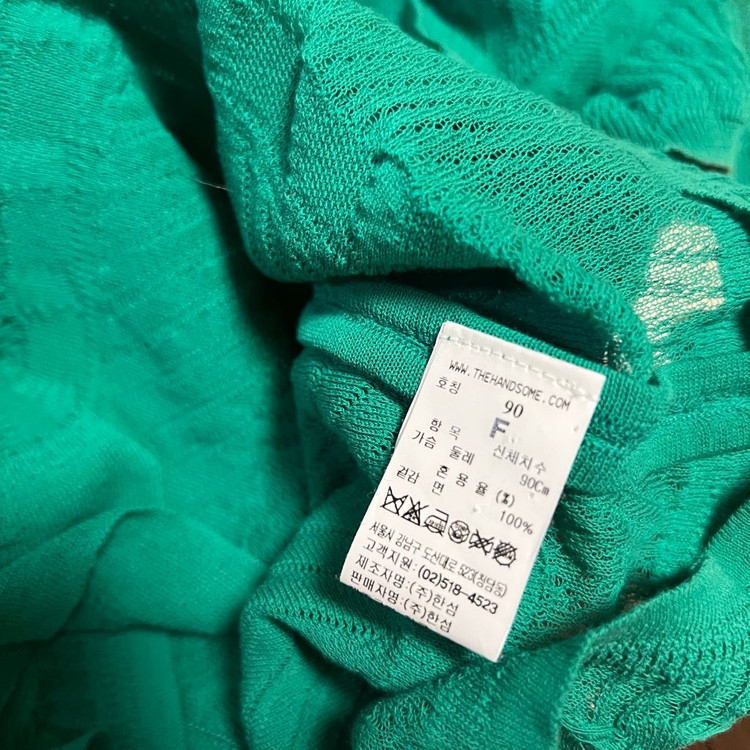 WWW.THEHANDSOME.COM
호칭 90
F
항 목 신체치수
가슴 둘레 90Cm
혼 용 율 (%)
겉감 면 100%
서울시 강남구 도산대로 523(청담동)
고객지원 : (02)518-4523
제조자명 : (주)한섬
판매자명 : (주)한섬